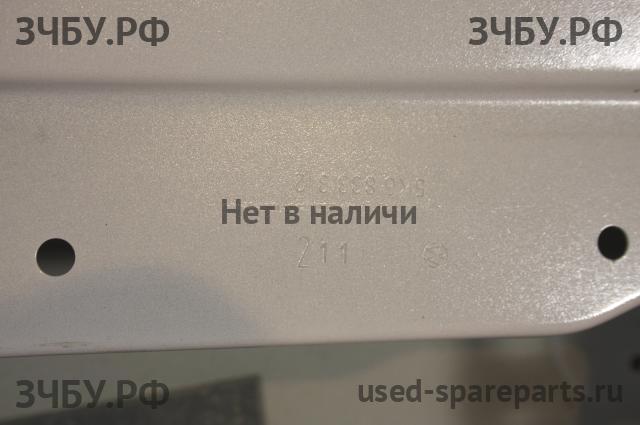 ЗЧБУ.РФ ЗЧБУ.РФ
Нет в наличи
211
ЗЧБУ.РФ used-spareparts.ru